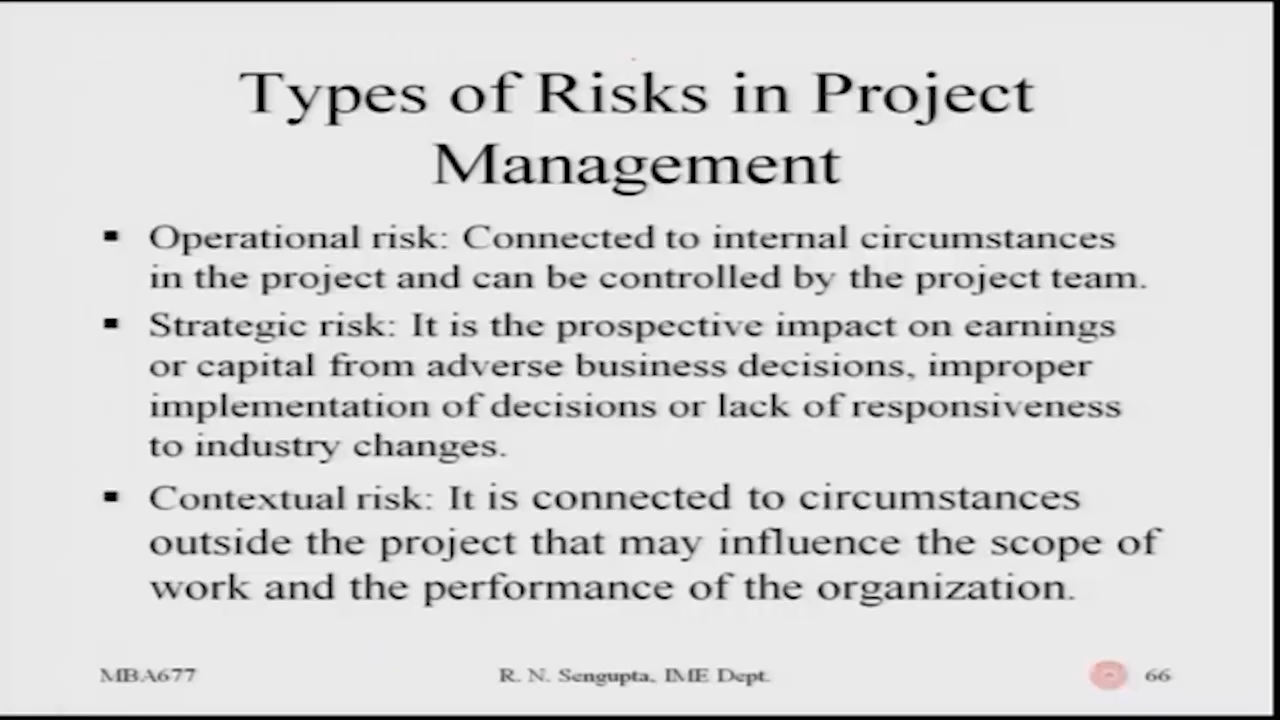 Types of Risks in Project
Management
▪ Operational risk: Connected to internal circumstances
in the project and can be controlled by the project team.
▪ Strategic risk: It is the prospective impact on earnings
or capital from adverse business decisions, improper
implementation of decisions or lack of responsiveness
to industry changes.
▪ Contextual risk: It is connected to circumstances
outside the project that may influence the scope of
work and the performance of the organization.
MBA677 R. N. Sengupta, IME Dept. 66